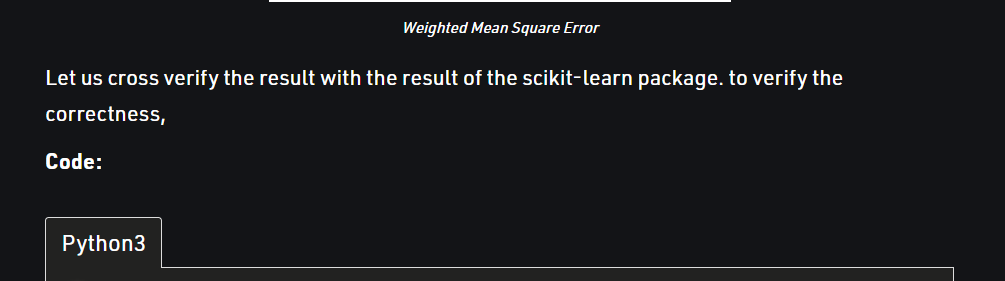 Weighted Mean Square Error
Let us cross verify the result with the result of the scikit-learn package. to verify the
correctness,
Code:
Python3